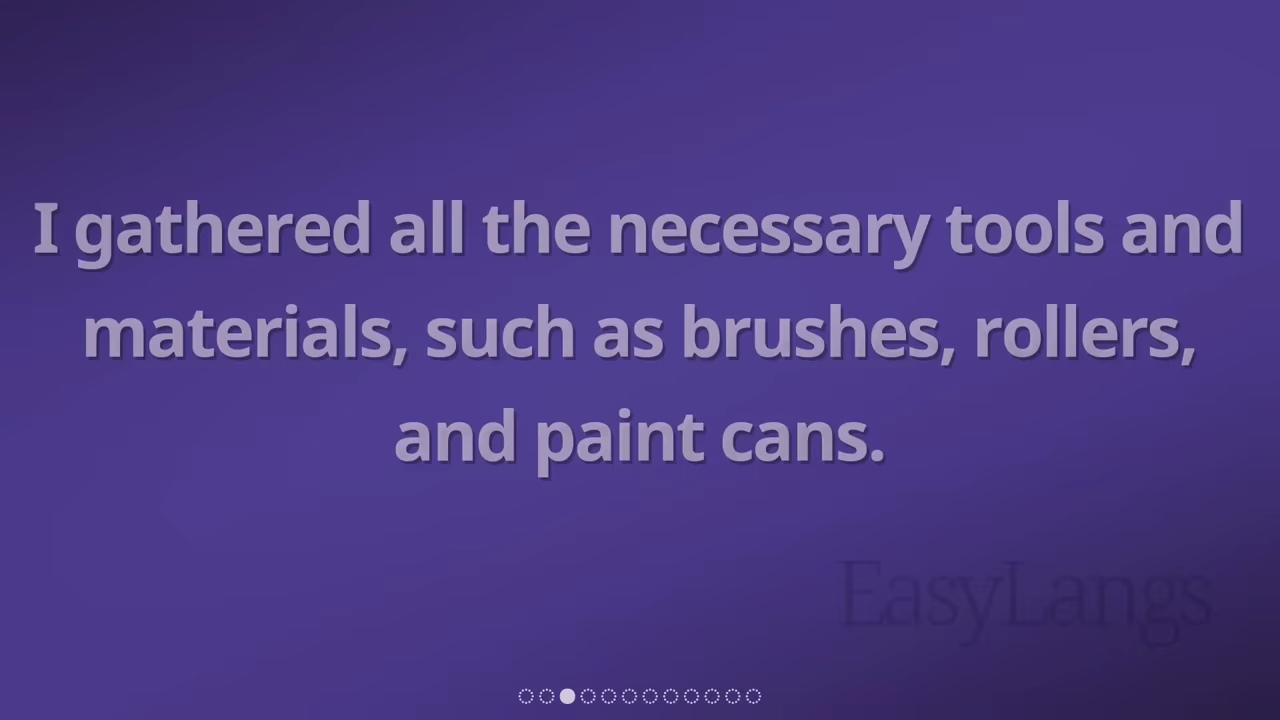 I gathered all the necessary tools and
materials, such as brushes, rollers,
and paint cans.
EasyLangs